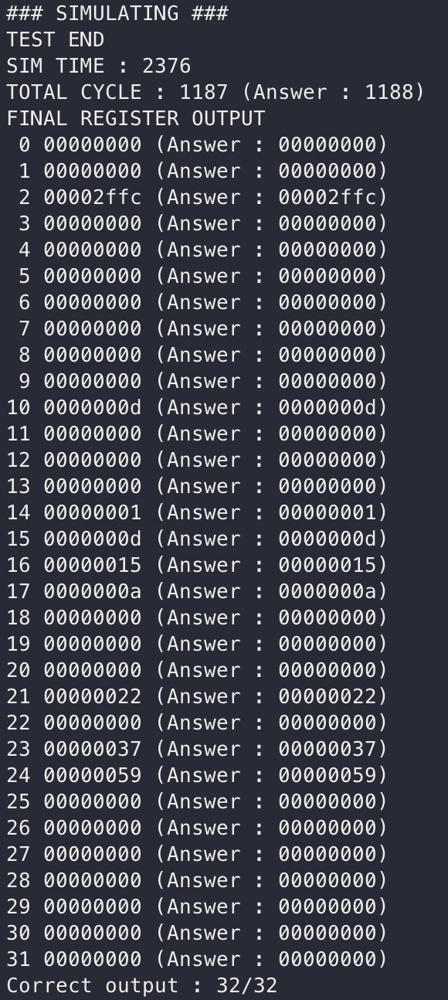 ### SIMULATING ###
TEST END
SIM TIME : 2376
TOTAL CYCLE : 1187 (Answer : 1188)
FINAL REGISTER OUTPUT
 0 00000000 (Answer : 00000000)
 1 00000000 (Answer : 00000000)
 2 00002ffc (Answer : 00002ffc)
 3 00000000 (Answer : 00000000)
 4 00000000 (Answer : 00000000)
 5 00000000 (Answer : 00000000)
 6 00000000 (Answer : 00000000)
 7 00000000 (Answer : 00000000)
 8 00000000 (Answer : 00000000)
 9 00000000 (Answer : 00000000)
10 0000000d (Answer : 0000000d)
11 00000000 (Answer : 00000000)
12 00000000 (Answer : 00000000)
13 00000000 (Answer : 00000000)
14 00000001 (Answer : 00000001)
15 0000000d (Answer : 0000000d)
16 00000015 (Answer : 00000015)
17 0000000a (Answer : 0000000a)
18 00000000 (Answer : 00000000)
19 00000000 (Answer : 00000000)
20 00000000 (Answer : 00000000)
21 00000022 (Answer : 00000022)
22 00000000 (Answer : 00000000)
23 00000037 (Answer : 00000037)
24 00000059 (Answer : 00000059)
25 00000000 (Answer : 00000000)
26 00000000 (Answer : 00000000)
27 00000000 (Answer : 00000000)
28 00000000 (Answer : 00000000)
29 00000000 (Answer : 00000000)
30 00000000 (Answer : 00000000)
31 00000000 (Answer : 00000000)
Correct output : 32/32